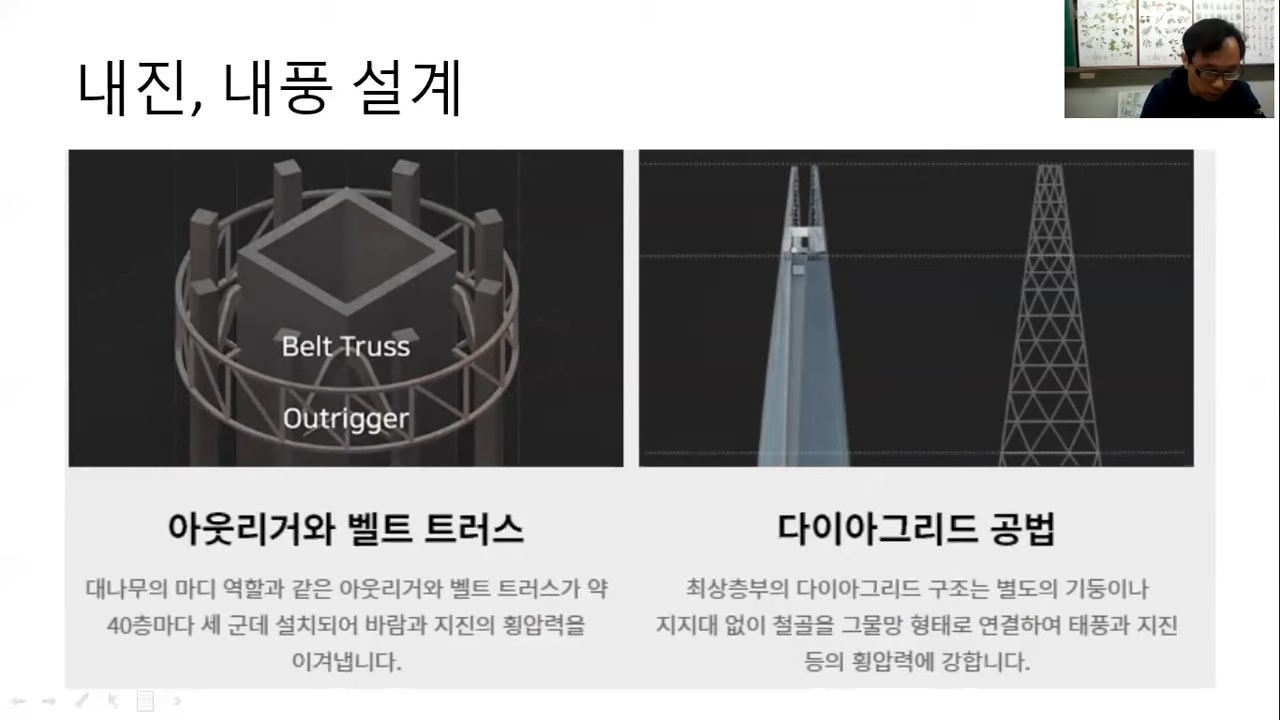 내진, 내풍 설계
Belt Truss
Outrigger
아웃리거와 벨트 트러스
대나무의 마디 역할과 같은 아웃리거와 벨트 트러스가 약
40층마다 세 군데 설치되어 바람과 지진의 횡압력을
이겨냅니다.
다이아그리드 공법
최상층부의 다이아그리드 구조는 별도의 기둥이나
지지대 없이 철골을 그물망 형태로 연결하여 태풍과 지진
등의 횡압력에 강합니다.